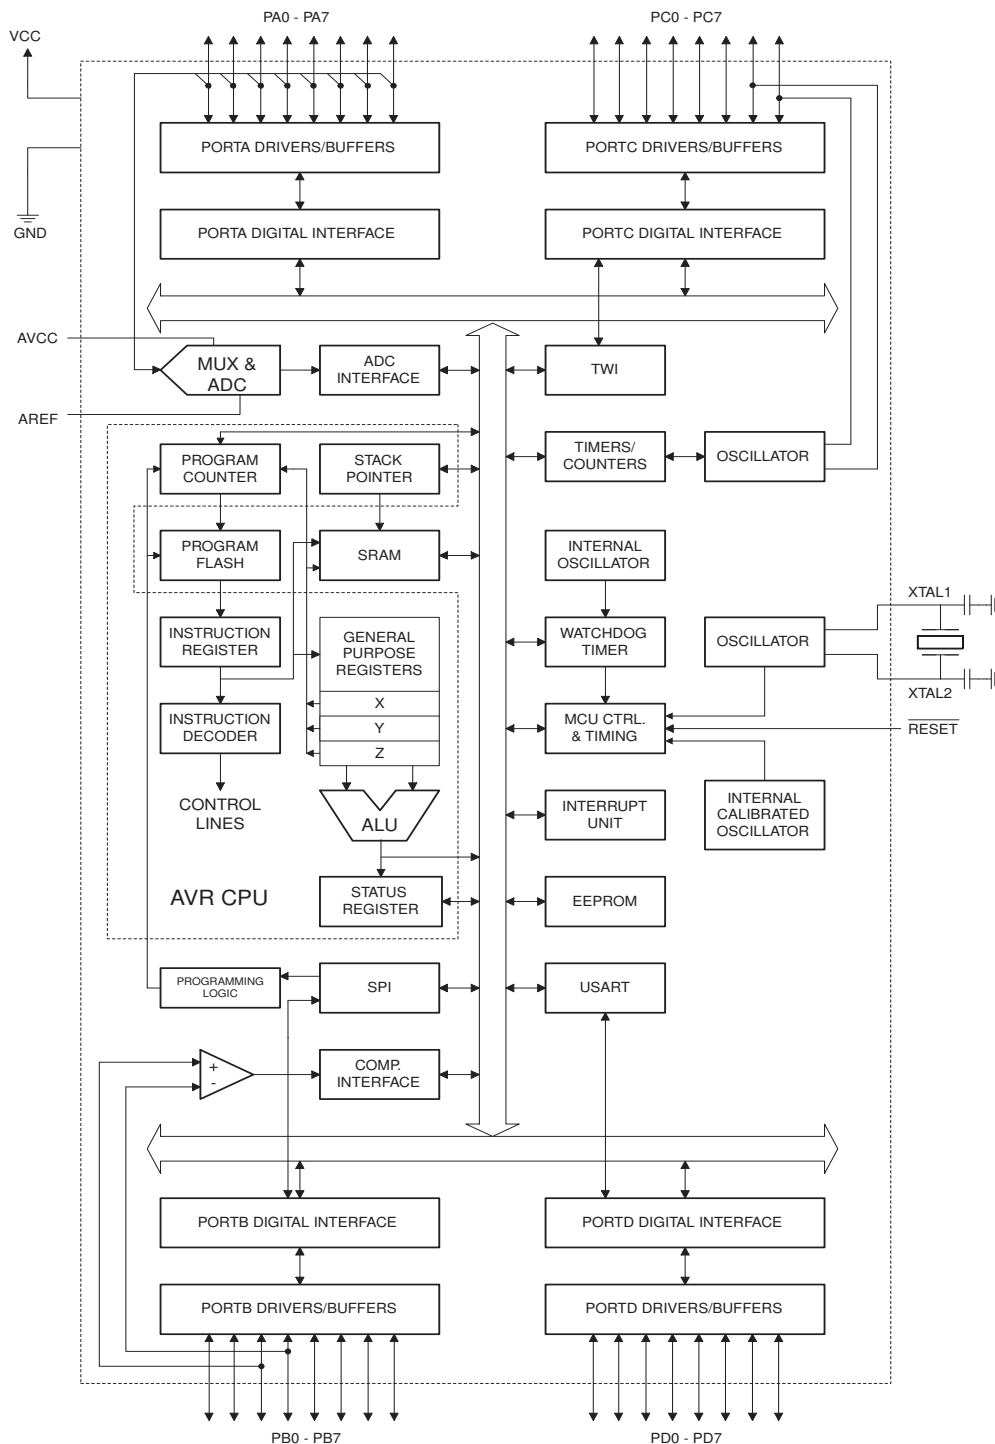 PA0 - PA7
PC0 - PC7
VCC
PORTA DRIVERS/BUFFERS
PORTC DRIVERS/BUFFERS
GND
PORTA DIGITAL INTERFACE
PORTC DIGITAL INTERFACE
AVCC
MUX &
ADC
ADC
INTERFACE
TWI
AREF
PROGRAM
COUNTER
STACK
POINTER
TIMERS/
COUNTERS
OSCILLATOR
PROGRAM
FLASH
SRAM
INTERNAL
OSCILLATOR
XTAL1
INSTRUCTION
REGISTER
GENERAL
PURPOSE
REGISTERS
WATCHDOG
TIMER
OSCILLATOR
XTAL2
X
INSTRUCTION
DECODER
Y
Z
MCU CTRL.
& TIMING
RESET
CONTROL
LINES
ALU
INTERRUPT
UNIT
INTERNAL
CALIBRATED
OSCILLATOR
AVR CPU
STATUS
REGISTER
EEPROM
PROGRAMMING
LOGIC
SPI
USART
+
-
COMP.
INTERFACE
PORTB DIGITAL INTERFACE
PORTD DIGITAL INTERFACE
PORTB DRIVERS/BUFFERS
PORTD DRIVERS/BUFFERS
PB0 - PB7
PD0 - PD7